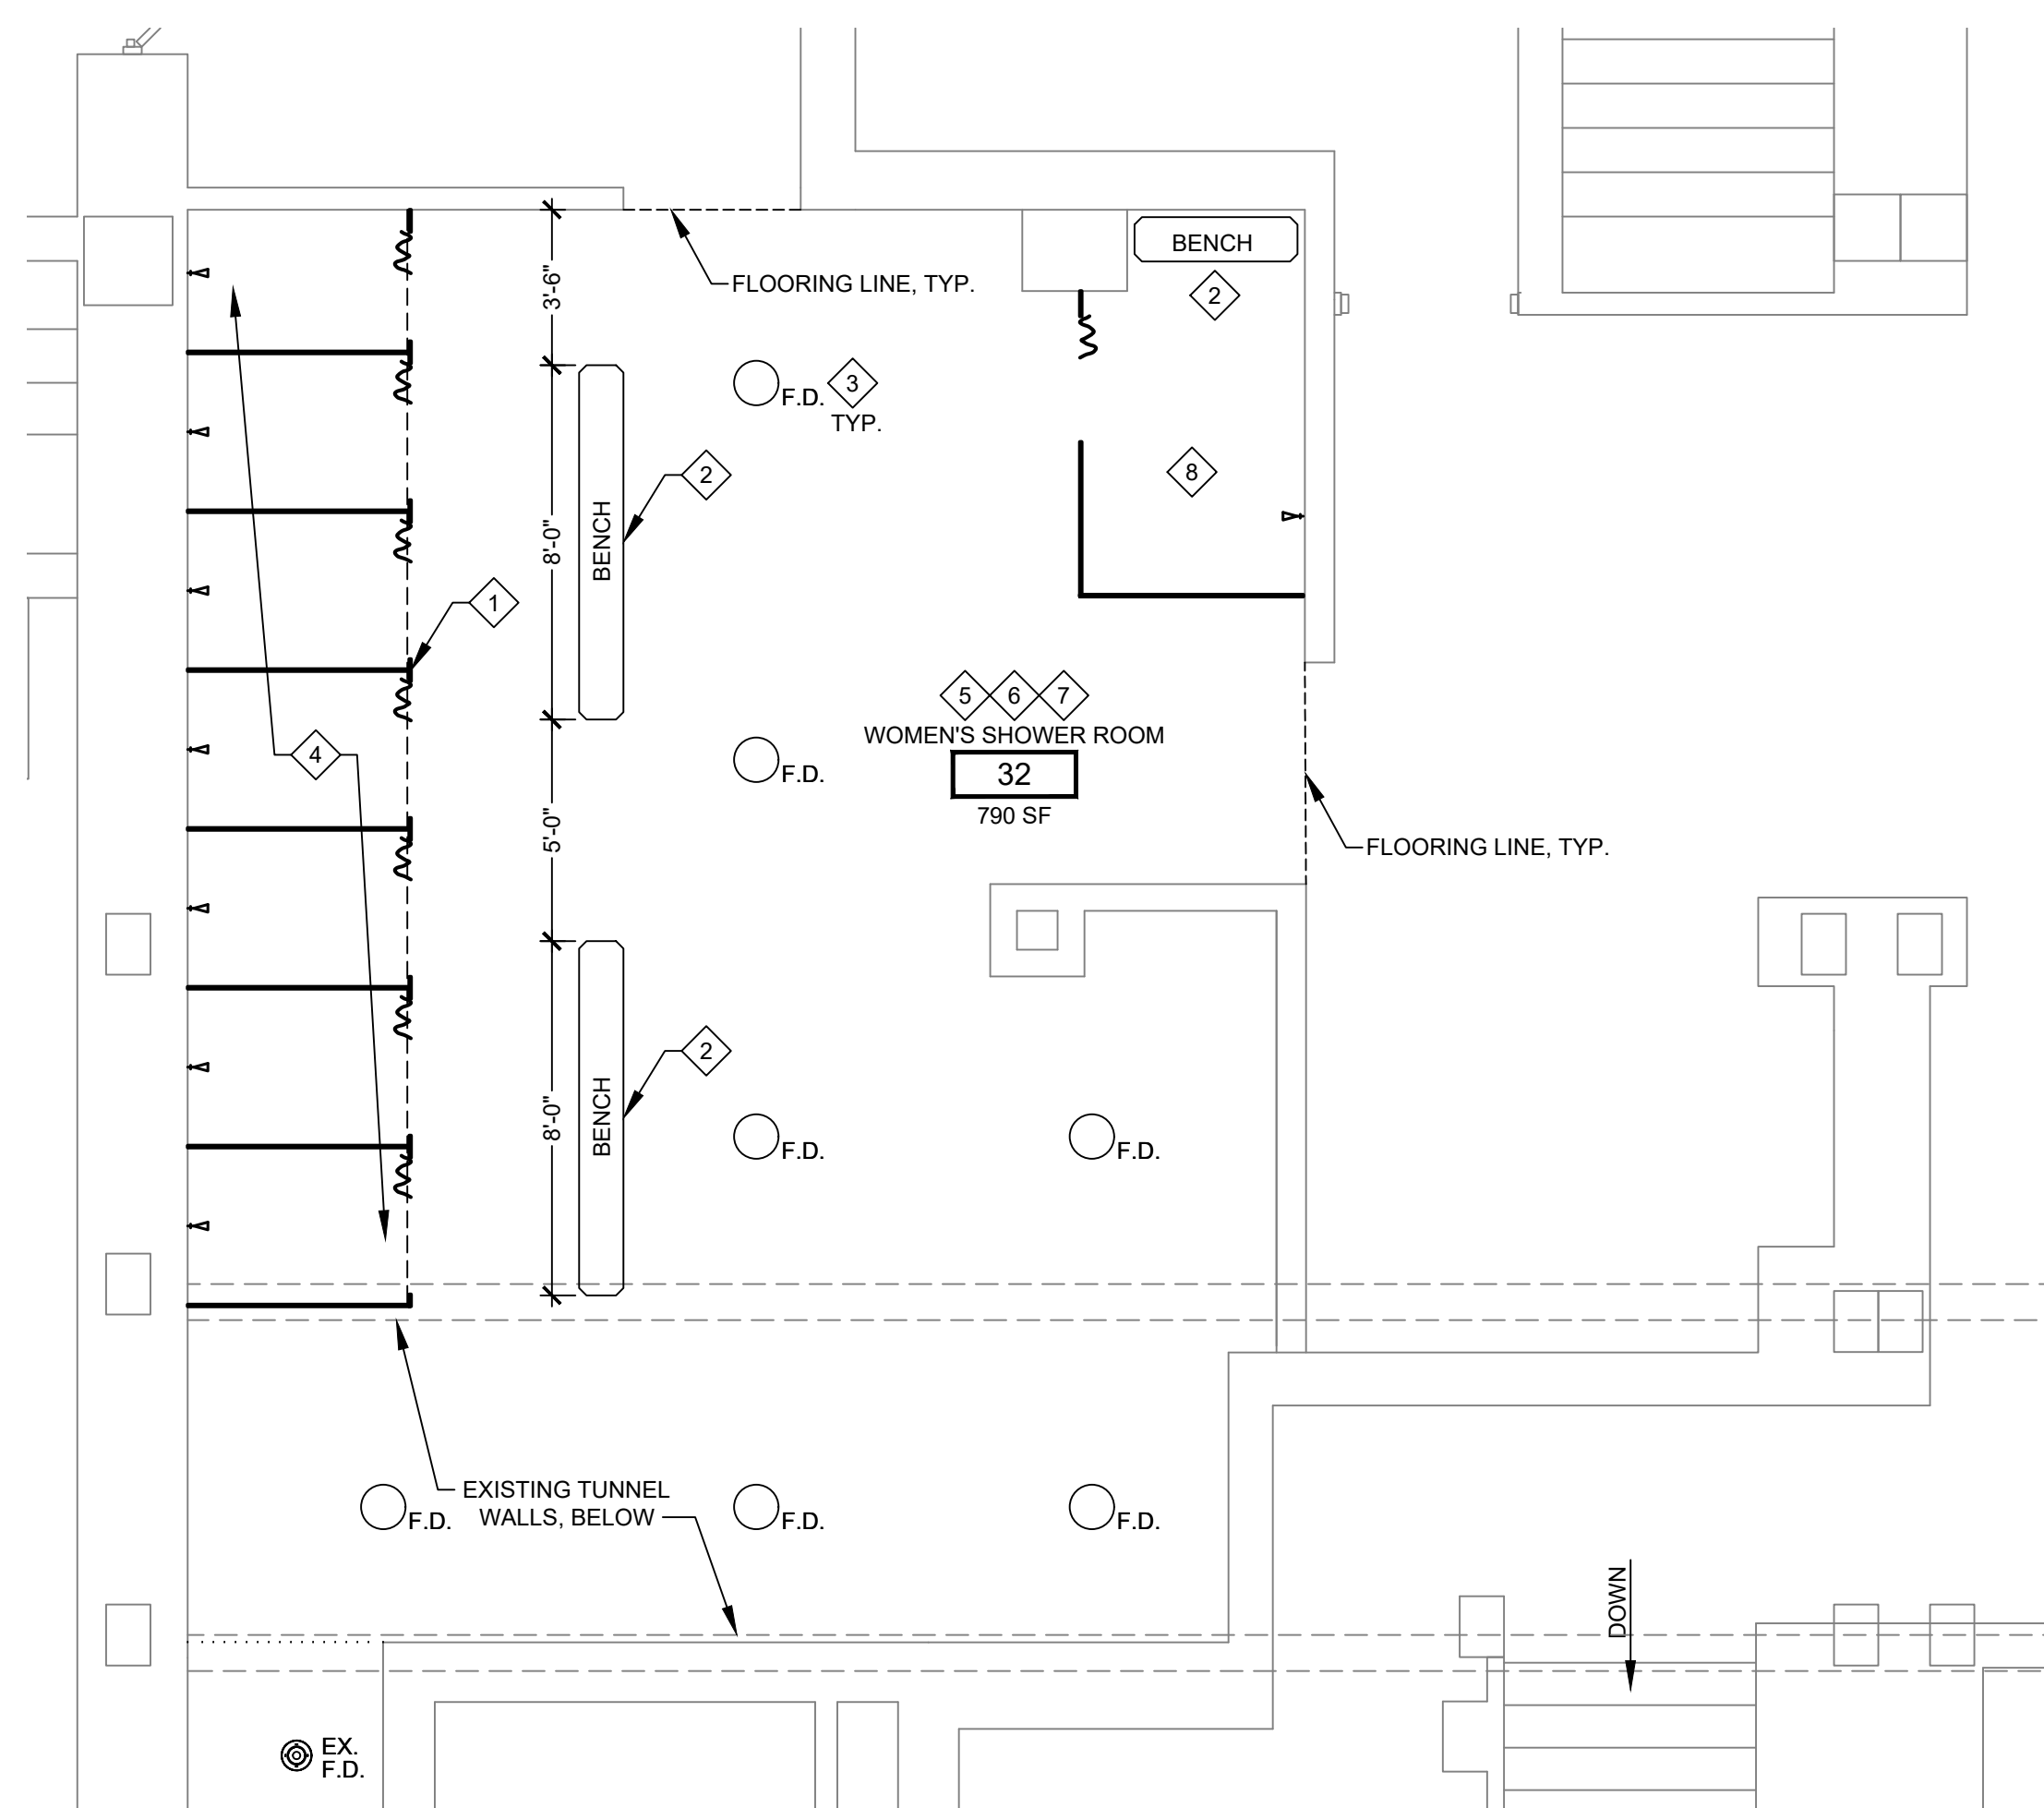 BENCH
3'-6"
FLOORING LINE, TYP.
2
3
F.D.
TYP.
2
8
8'-0"
BENCH
1
5 6 7
WOMEN'S SHOWER ROOM
4
32
F.D.
790 SF
5'-0"
FLOORING LINE, TYP.
2
8'-0"
BENCH
F.D.
F.D.
EXISTING TUNNEL
WALLS, BELOW
F.D.
F.D.
F.D.
DOWN
EX.
F.D.